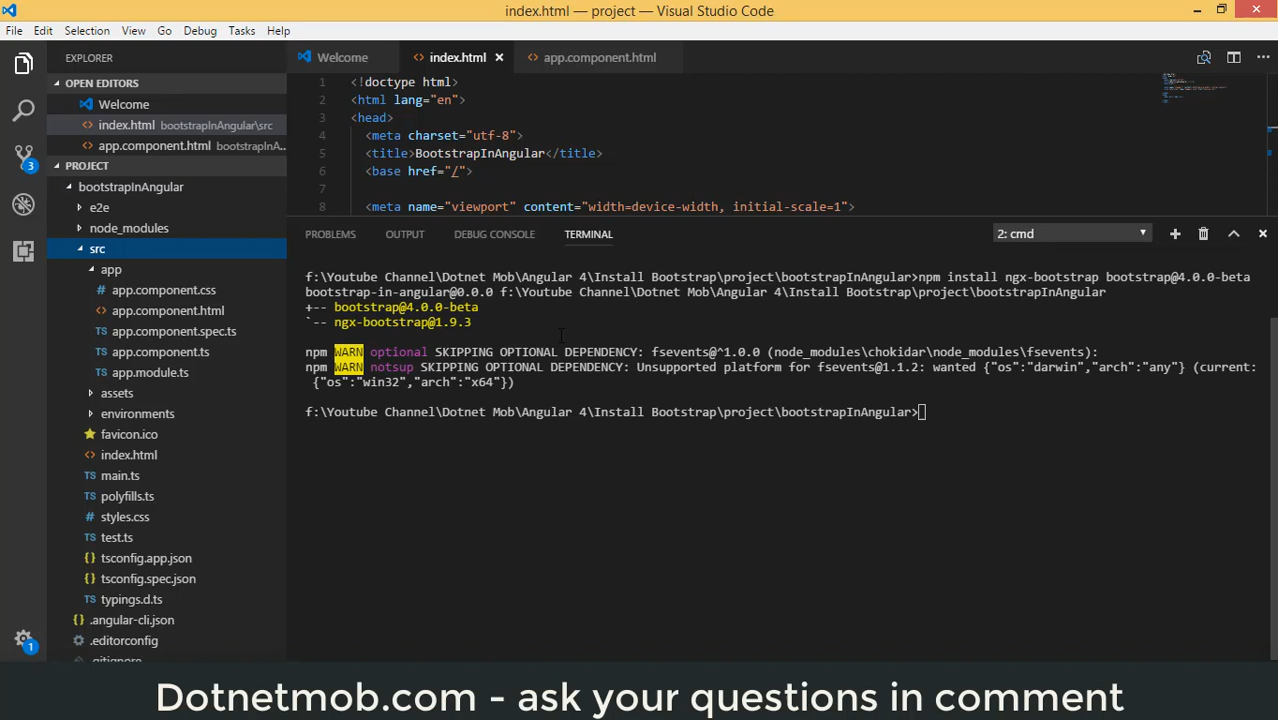 index.html — project — Visual Studio Code
File Edit Selection View Go Debug Tasks Help
EXPLORER
OPEN EDITORS
Welcome
index.html bootstrapInAngular\src
app.component.html bootstrapInA...
PROJECT
bootstrapInAngular
e2e
node_modules
src
app
# app.component.css
<> app.component.html
TS app.component.spec.ts
TS app.component.ts
TS app.module.ts
assets
environments
favicon.ico
<> index.html
TS main.ts
TS polyfills.ts
# styles.css
TS test.ts
{} tsconfig.app.json
{} tsconfig.spec.json
TS typings.d.ts
{} .angular-cli.json
.editorconfig
.gitignore
3
1
Welcome <> index.html <> app.component.html
1 <!doctype html>
2 <html lang="en">
3 <head>
4 <meta charset="utf-8">
5 <title>BootstrapInAngular</title>
6 <base href="/">
7
8 <meta name="viewport" content="width=device-width, initial-scale=1">
PROBLEMS OUTPUT DEBUG CONSOLE TERMINAL 2: cmd
f:\Youtube Channel\Dotnet Mob\Angular 4\Install Bootstrap\project\bootstrapInAngular>npm install ngx-bootstrap bootstrap@4.0.0-beta
bootstrap-in-angular@0.0.0 f:\Youtube Channel\Dotnet Mob\Angular 4\Install Bootstrap\project\bootstrapInAngular
+-- bootstrap@4.0.0-beta
`-- ngx-bootstrap@1.9.3
npm WARN optional SKIPPING OPTIONAL DEPENDENCY: fsevents@^1.0.0 (node_modules\chokidar\node_modules\fsevents):
npm WARN notsup SKIPPING OPTIONAL DEPENDENCY: Unsupported platform for fsevents@1.1.2: wanted {"os":"darwin","arch":"any"} (current:
{"os":"win32","arch":"x64"})
f:\Youtube Channel\Dotnet Mob\Angular 4\Install Bootstrap\project\bootstrapInAngular>
Dotnetmob.com - ask your questions in comment